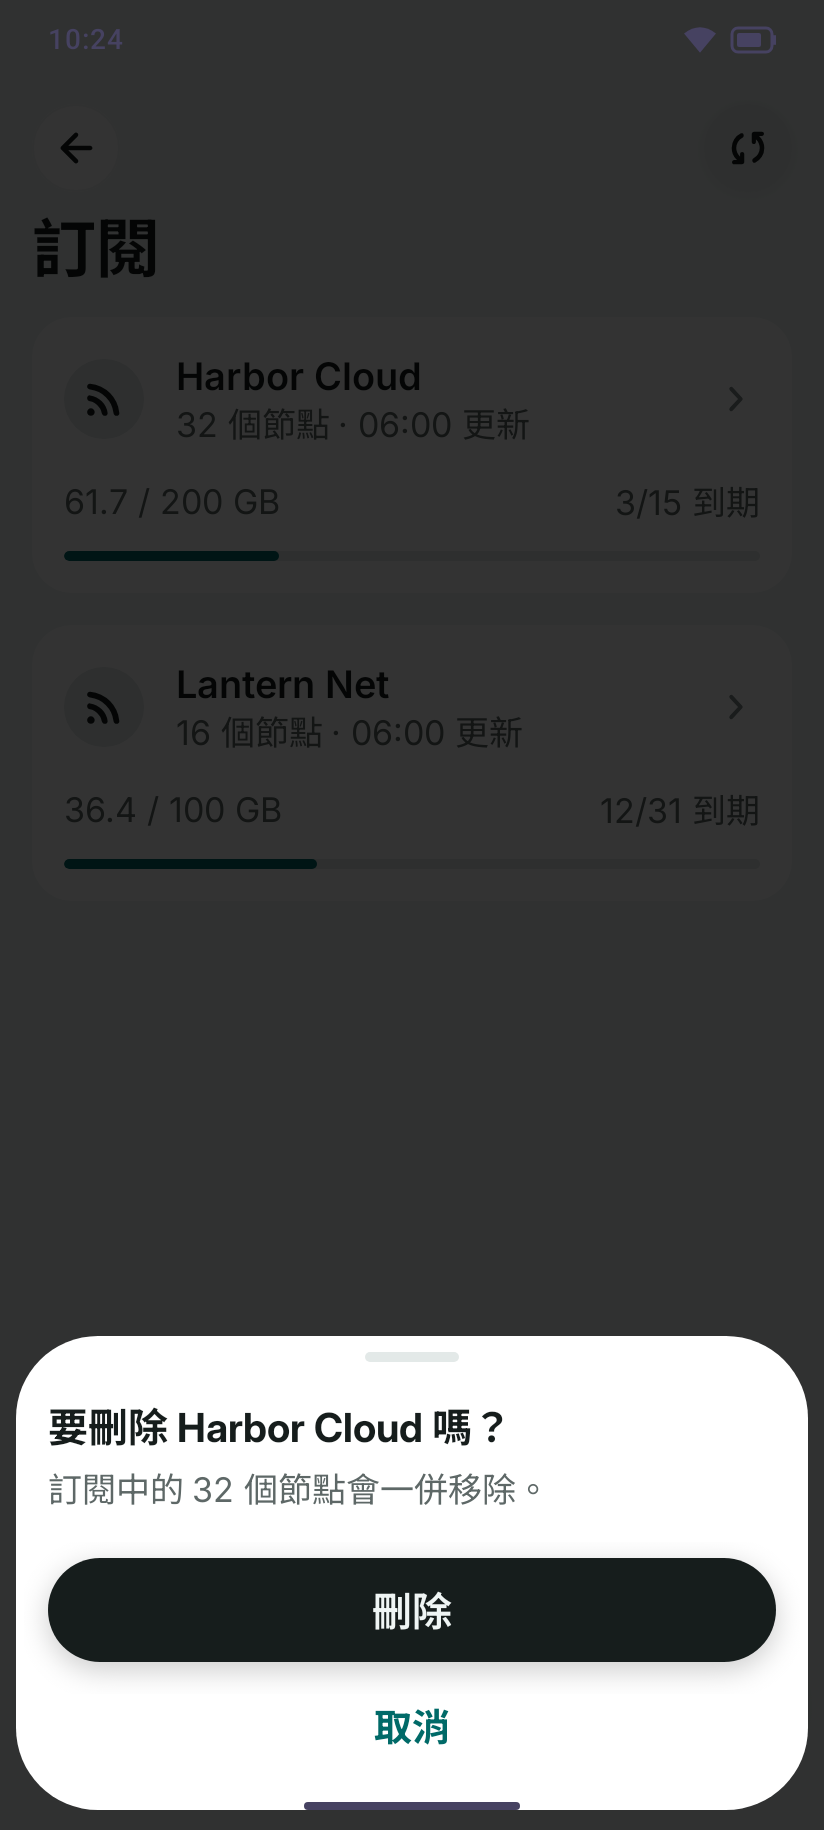 10:24
訂閱
Harbor Cloud
32 個節點 · 06:00 更新
61.7 / 200 GB
3/15 到期
Lantern Net
16 個節點 · 06:00 更新
36.4 / 100 GB
12/31 到期
要刪除 Harbor Cloud 嗎？
訂閱中的 32 個節點會一併移除。
刪除
取消